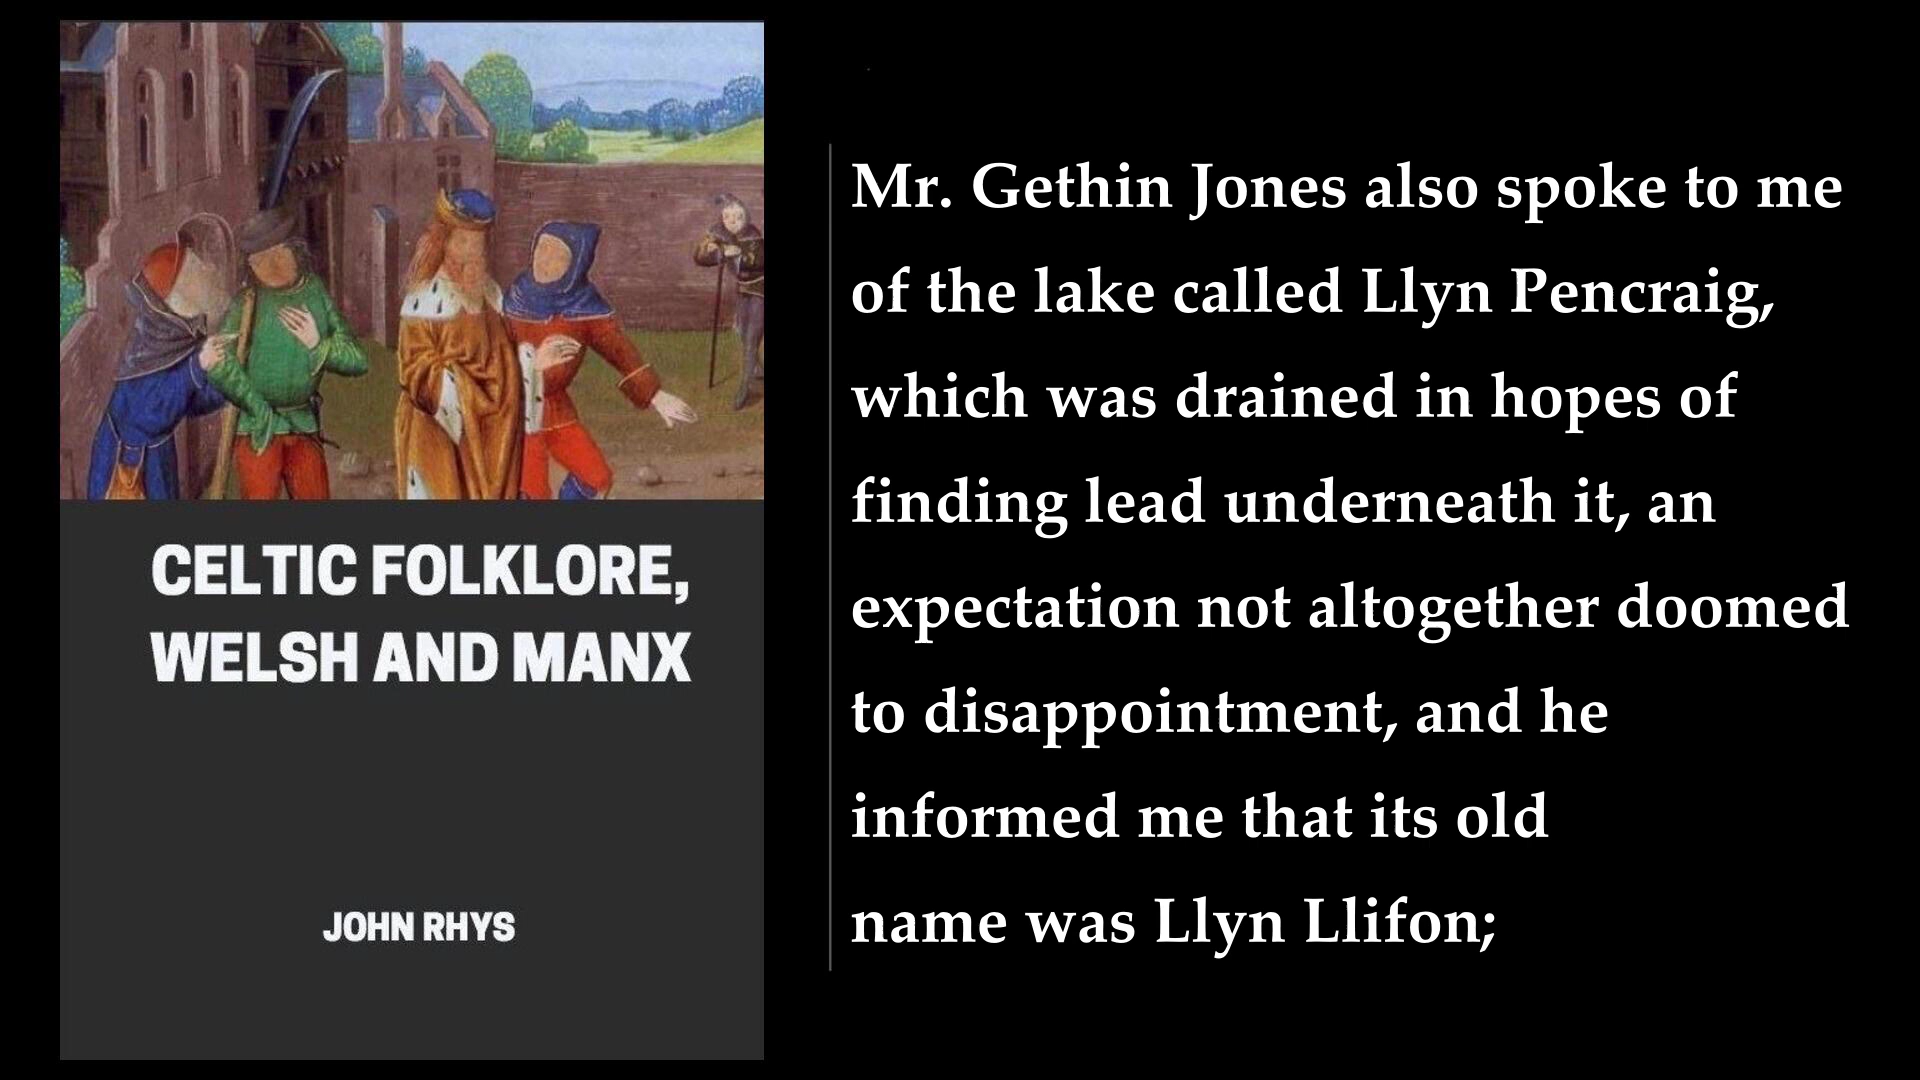 CELTIC FOLKLORE,
WELSH AND MANX
JOHN RHYS
Mr. Gethin Jones also spoke to me
of the lake called Llyn Pencraig,
which was drained in hopes of
finding lead underneath it, an
expectation not altogether doomed
to disappointment, and he
informed me that its old
name was Llyn Llifon;